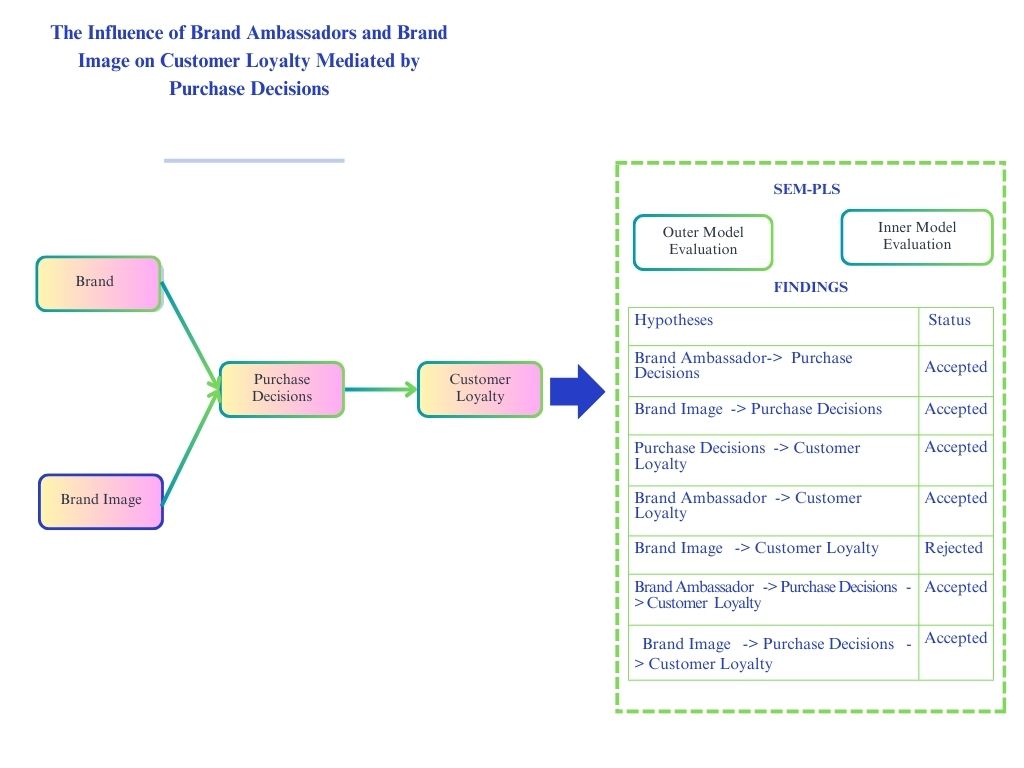 The Influence of Brand Ambassadors and Brand
Image on Customer Loyalty Mediated by
Purchase Decisions
Brand
Brand Image
Purchase
Decisions
Customer
Loyalty
SEM-PLS
Outer Model
Evaluation
Inner Model
Evaluation
FINDINGS
Hypotheses Status
Brand Ambassador-> Purchase
Decisions
Accepted
Brand Image -> Purchase Decisions Accepted
Purchase Decisions -> Customer
Loyalty
Accepted
Brand Ambassador -> Customer
Loyalty
Accepted
Brand Image -> Customer Loyalty Rejected
Brand Ambassador -> Purchase Decisions -
> Customer Loyalty
Accepted
Brand Image -> Purchase Decisions -
> Customer Loyalty
Accepted